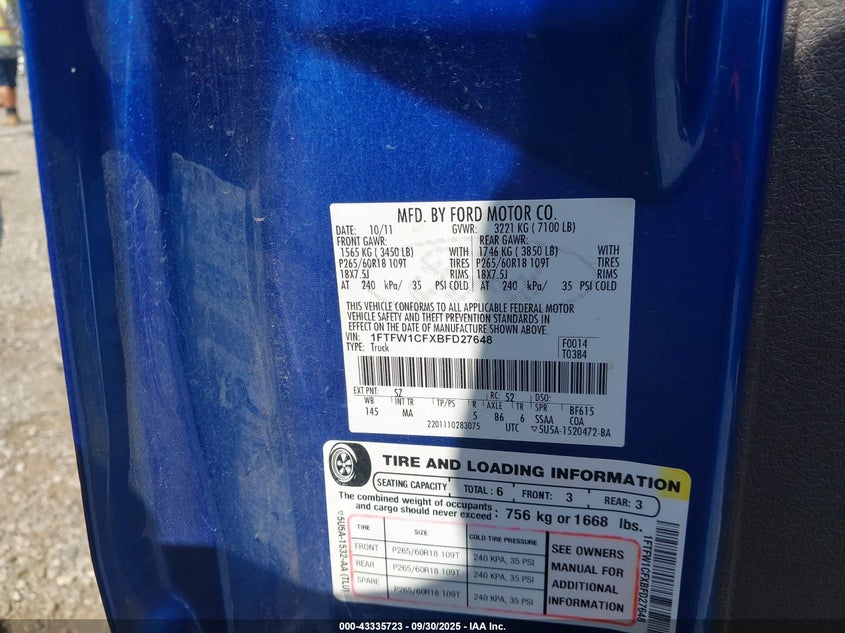 MFD. BY FORD MOTOR CO.
DATE: 10/11 GVWR: 3221 KG ( 7100 LB)
FRONT GAWR: REAR GAWR:
1565 KG ( 3450 LB) WITH 1746 KG ( 3850 LB) WITH
P265/60R18 109T TIRES P265/60R18 109T TIRES
18X7.5J RIMS 18X7.5J RIMS
AT 240 kPa/ 35 PSI COLD AT 240 kPa/ 35 PSI COLD
THIS VEHICLE CONFORMS TO ALL APPLICABLE FEDERAL MOTOR
VEHICLE SAFETY AND THEFT PREVENTION STANDARDS IN
EFFECT ON THE DATE OF MANUFACTURE SHOWN ABOVE.
VIN: 1FTFW1CFXBFD27648 F0014
TYPE: Truck T03B4
EXT PNT: SZ RC: 52 DSO:
WB INT TR TP/PS R AXLE TR SPR BF615
145 MA 5 B6 6 SSAA COA
2201110283075 UTC ▽5U5A-1520472-BA
TIRE AND LOADING INFORMATION
SEATING CAPACITY TOTAL: 6 FRONT: 3 REAR: 3
The combined weight of occupants
and cargo should never exceed: 756 kg or 1668 lbs.
TIRE SIZE COLD TIRE PRESSURE
FRONT P265/60R18 109T 240 KPA, 35 PSI
REAR P265/60R18 109T 240 KPA, 35 PSI
SPARE P265/60R18 109T 240 KPA, 35 PSI
SEE OWNERS
MANUAL FOR
ADDITIONAL
INFORMATION
▽5U5A-1532-AA (TLU)
1FTFW1CFXBFD27648
000-43335723 - 09/30/2025 - IAA Inc.